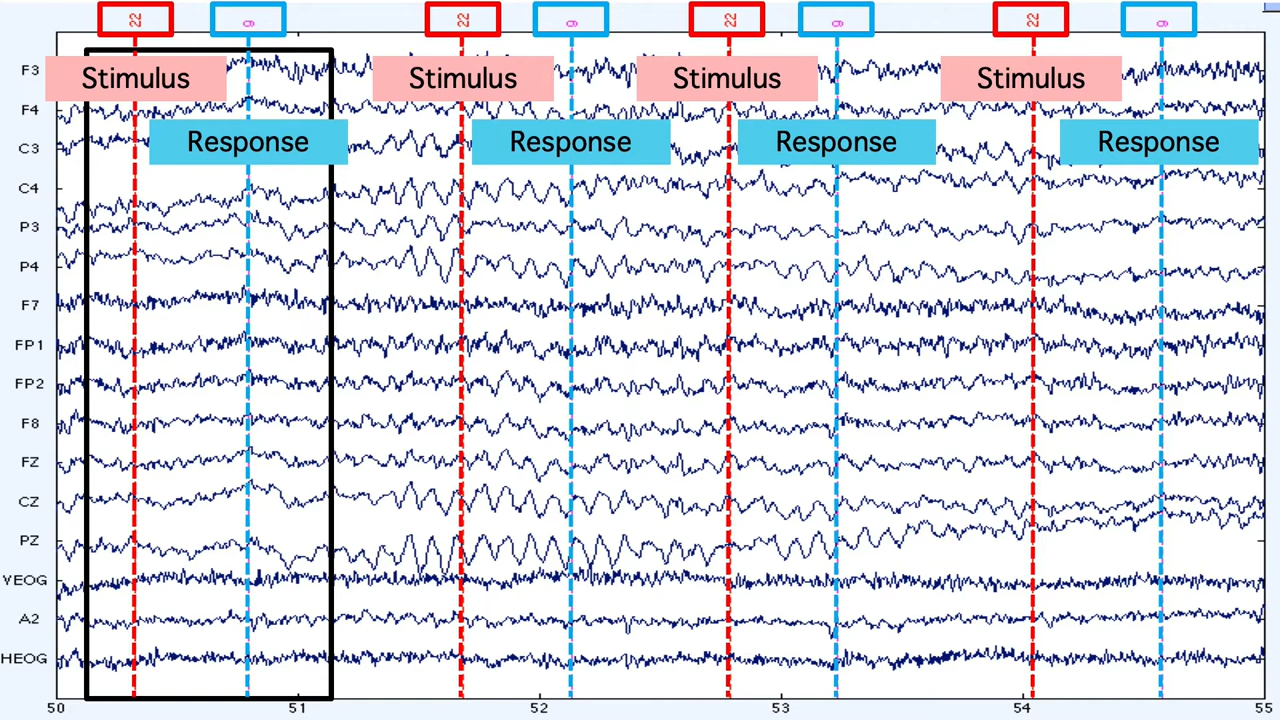 22 9 22 9 22 9 22 9
F3
Stimulus Stimulus Stimulus Stimulus
F4
Response Response Response Response
C3
C4
P3
P4
F7
FP1
FP2
F8
FZ
CZ
PZ
VEOG
A2
HEOG
50 51 52 53 54 55